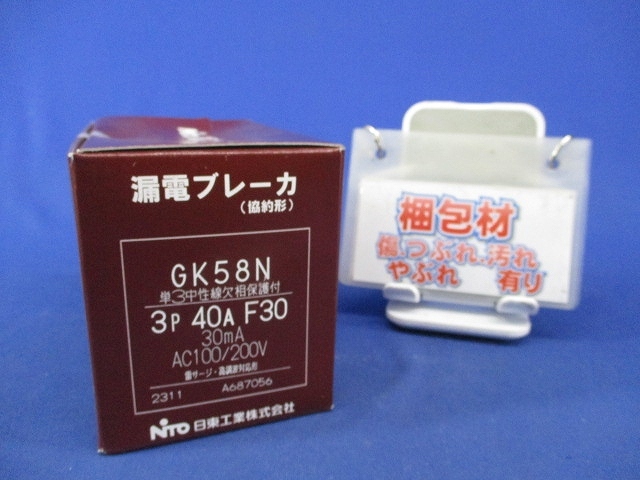 漏電ブレーカ
(協約形)
GK58N
単3中性線欠相保護付
3P 40A F30
30mA
AC100/200V
雷サージ・高調波対応形
2311 A687056
NITO 日東工業株式会社
梱包材
傷、つぶれ、汚れ
やぶれ 有り